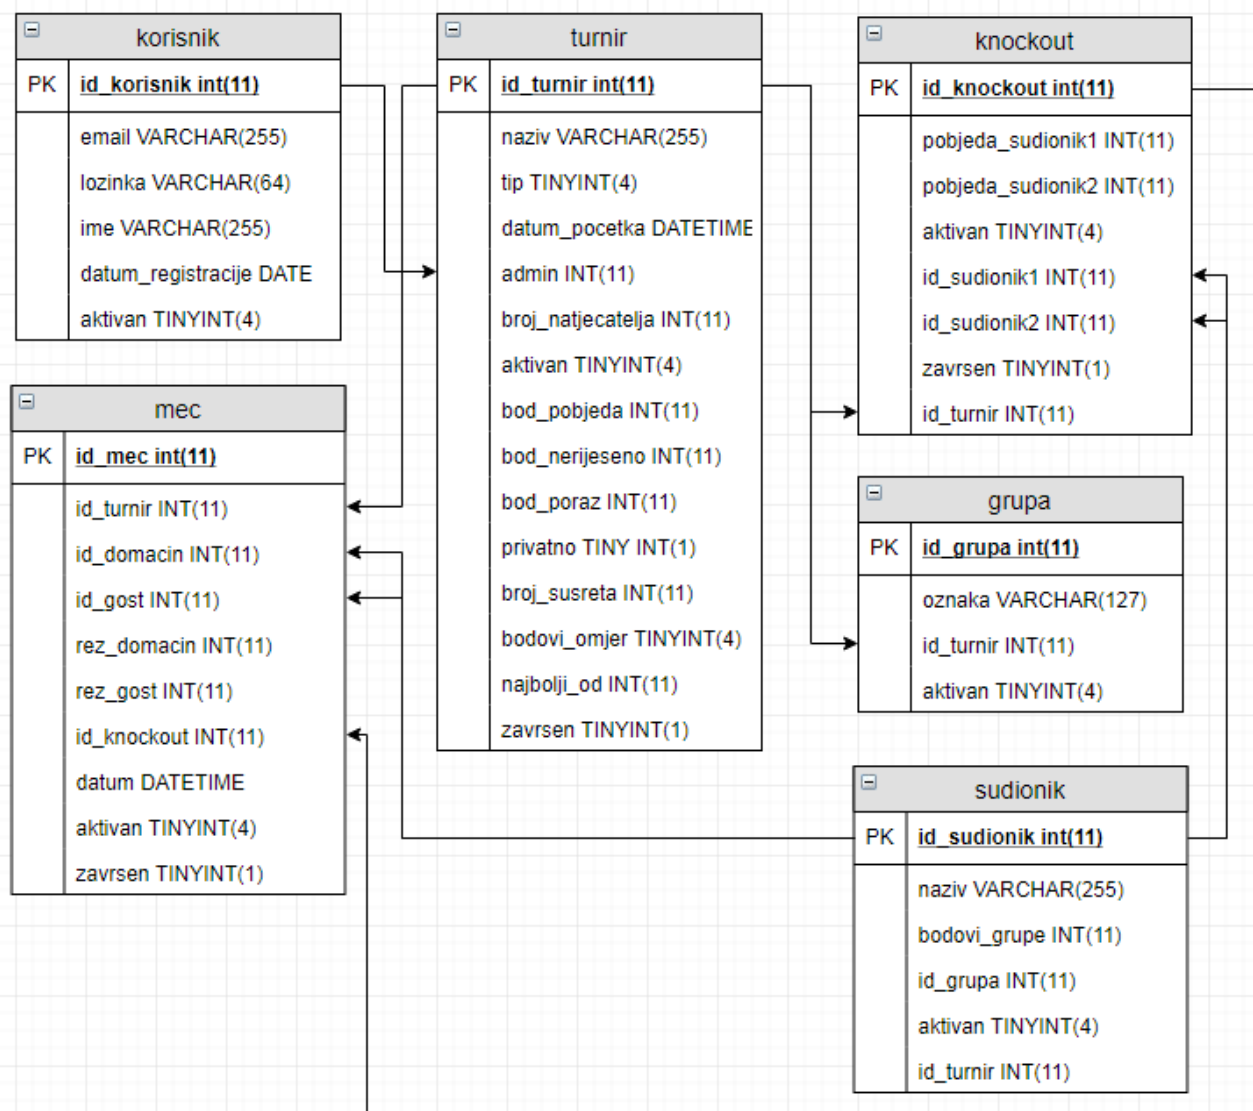 korisnik
PK id_korisnik int(11)
email VARCHAR(255)
lozinka VARCHAR(64)
ime VARCHAR(255)
datum_registracije DATE
aktivan TINYINT(4)
mec
PK id_mec int(11)
id_turnir INT(11)
id_domacin INT(11)
id_gost INT(11)
rez_domacin INT(11)
rez_gost INT(11)
id_knockout INT(11)
datum DATETIME
aktivan TINYINT(4)
zavrsen TINYINT(1)
turnir
PK id_turnir int(11)
naziv VARCHAR(255)
tip TINYINT(4)
datum_pocetka DATETIME
admin INT(11)
broj_natjecatelja INT(11)
aktivan TINYINT(4)
bod_pobjeda INT(11)
bod_nerijeseno INT(11)
bod_poraz INT(11)
privatno TINY INT(1)
broj_susreta INT(11)
bodovi_omjer TINYINT(4)
najbolji_od INT(11)
zavrsen TINYINT(1)
knockout
PK id_knockout int(11)
pobjeda_sudionik1 INT(11)
pobjeda_sudionik2 INT(11)
aktivan TINYINT(4)
id_sudionik1 INT(11)
id_sudionik2 INT(11)
zavrsen TINYINT(1)
id_turnir INT(11)
grupa
PK id_grupa int(11)
oznaka VARCHAR(127)
id_turnir INT(11)
aktivan TINYINT(4)
sudionik
PK id_sudionik int(11)
naziv VARCHAR(255)
bodovi_grupe INT(11)
id_grupa INT(11)
aktivan TINYINT(4)
id_turnir INT(11)